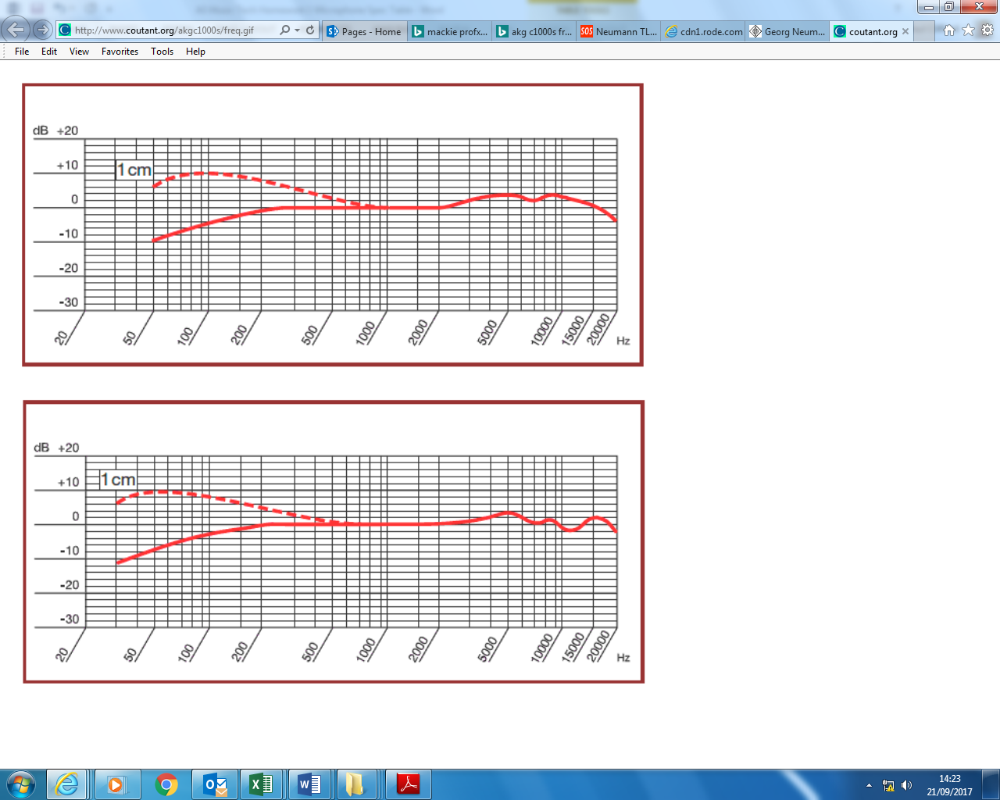 http://www.coutant.org/akgc1000s/freq.gif
Pages - Home
mackie profx...
akg c1000s fr...
SOS Neumann TL...
cdn1.rode.com
Georg Neum...
coutant.org
File Edit View Favorites Tools Help
dB +20
+10
1 cm
0
-10
-20
-30
20 50 100 200 500 1000 2000 5000 10000 15000 20000 Hz
dB +20
+10
1 cm
0
-10
-20
-30
20 50 100 200 500 1000 2000 5000 10000 15000 20000 Hz
14:23
21/09/2017